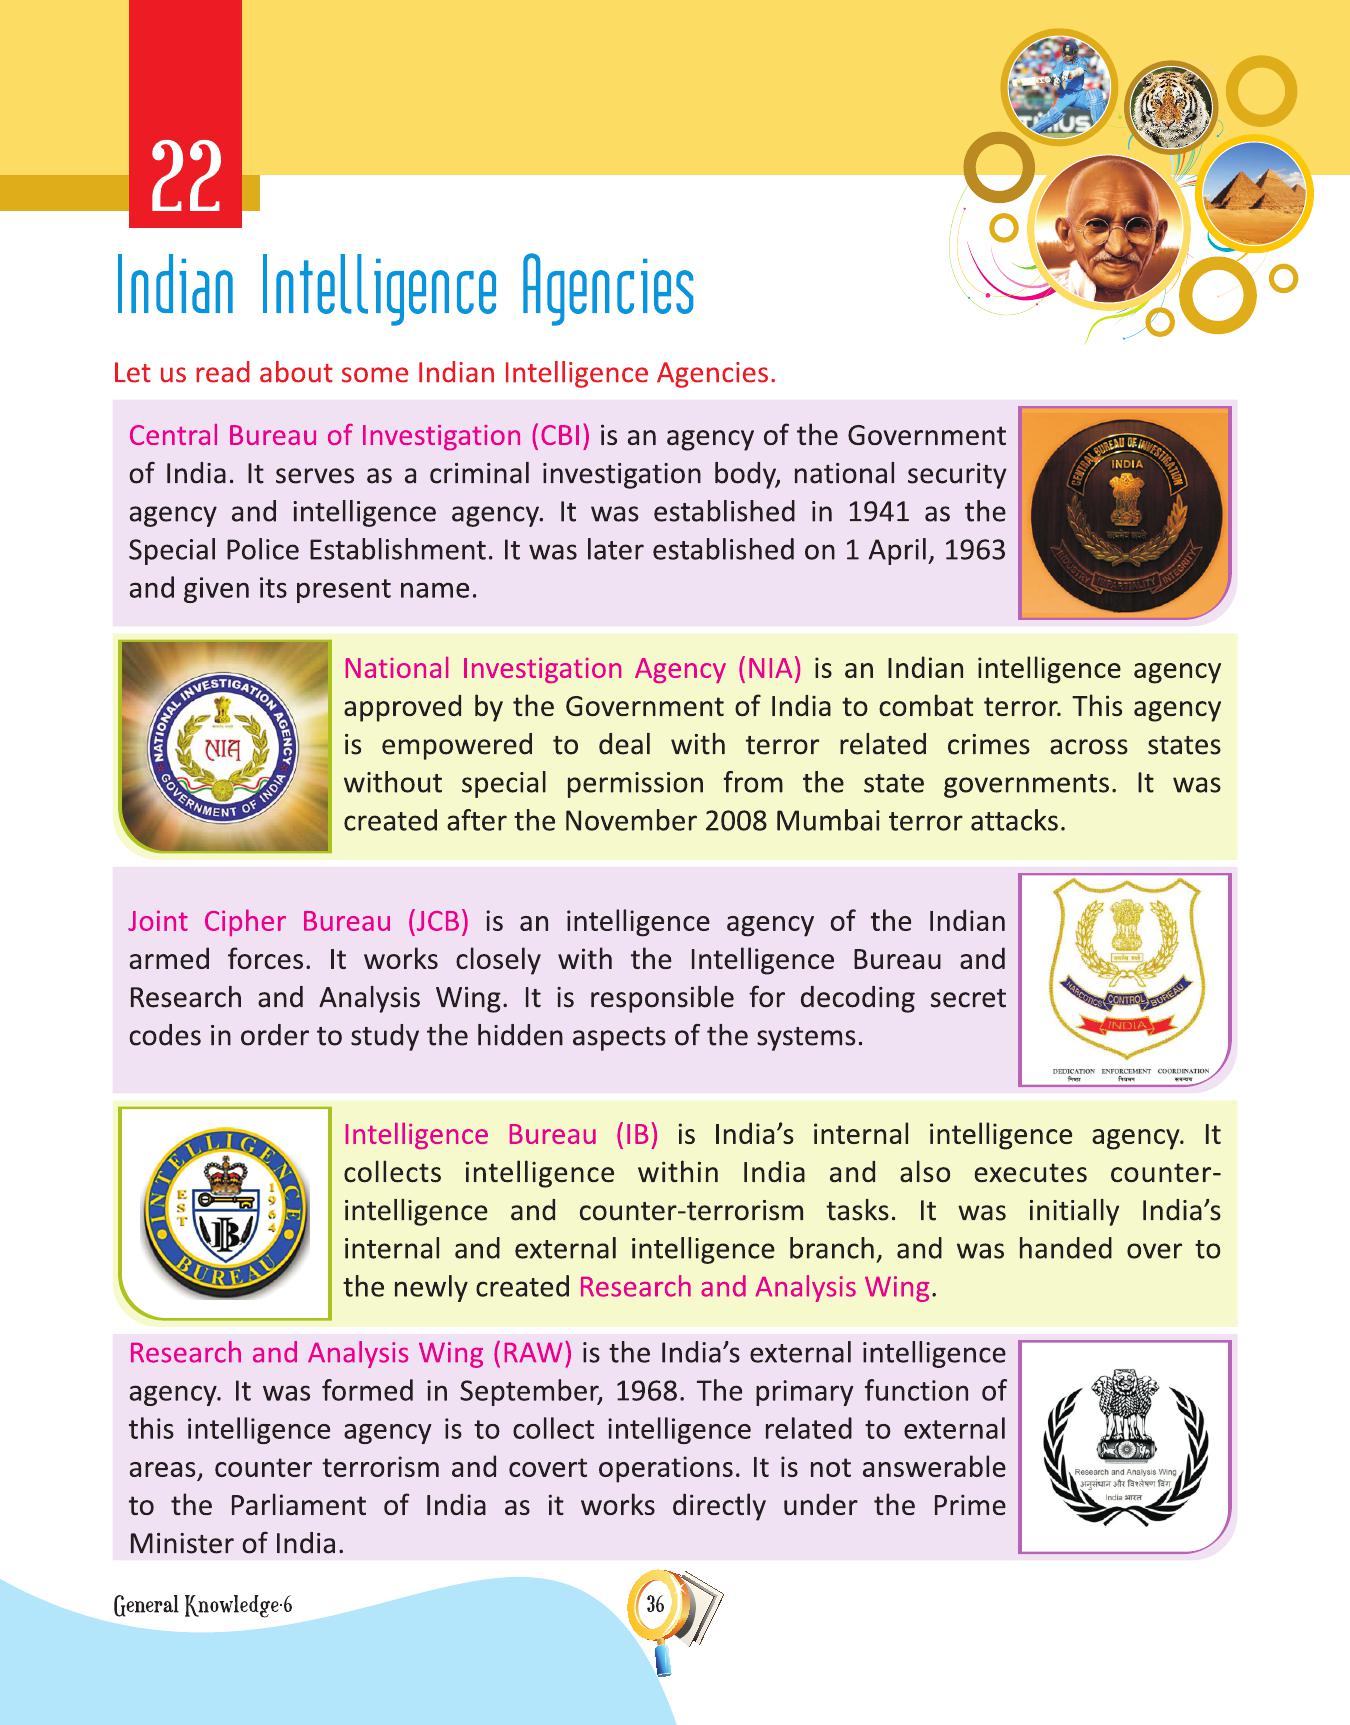 22
Indian Intelligence Agencies
Let us read about some Indian Intelligence Agencies.
Central Bureau of Investigation (CBI) is an agency of the Government
of India. It serves as a criminal investigation body, national security
agency and intelligence agency. It was established in 1941 as the
Special Police Establishment. It was later established on 1 April, 1963
and given its present name.
CENTRAL BUREAU OF INVESTIGATION
INDIA
सत्यमेव जयते
INDUSTRY IMPARTIALITY INTEGRITY
NATIONAL INVESTIGATION AGENCY
NIA
GOVERNMENT OF INDIA
National Investigation Agency (NIA) is an Indian intelligence agency
approved by the Government of India to combat terror. This agency
is empowered to deal with terror related crimes across states
without special permission from the state governments. It was
created after the November 2008 Mumbai terror attacks.
Joint Cipher Bureau (JCB) is an intelligence agency of the Indian
armed forces. It works closely with the Intelligence Bureau and
Research and Analysis Wing. It is responsible for decoding secret
codes in order to study the hidden aspects of the systems.
सत्यमेव जयते
NARCOTICS CONTROL BUREAU
INDIA
DEDICATION ENFORCEMENT COORDINATION
INTELLIGENCE
EST 1964
IB
BUREAU
Intelligence Bureau (IB) is India’s internal intelligence agency. It
collects intelligence within India and also executes counter-
intelligence and counter-terrorism tasks. It was initially India’s
internal and external intelligence branch, and was handed over to
the newly created Research and Analysis Wing.
Research and Analysis Wing (RAW) is the India’s external intelligence
agency. It was formed in September, 1968. The primary function of
this intelligence agency is to collect intelligence related to external
areas, counter terrorism and covert operations. It is not answerable
to the Parliament of India as it works directly under the Prime
Minister of India.
Research and Analysis Wing
अनुसंधान और विश्लेषण विंग
India भारत
General Knowledge-6
36